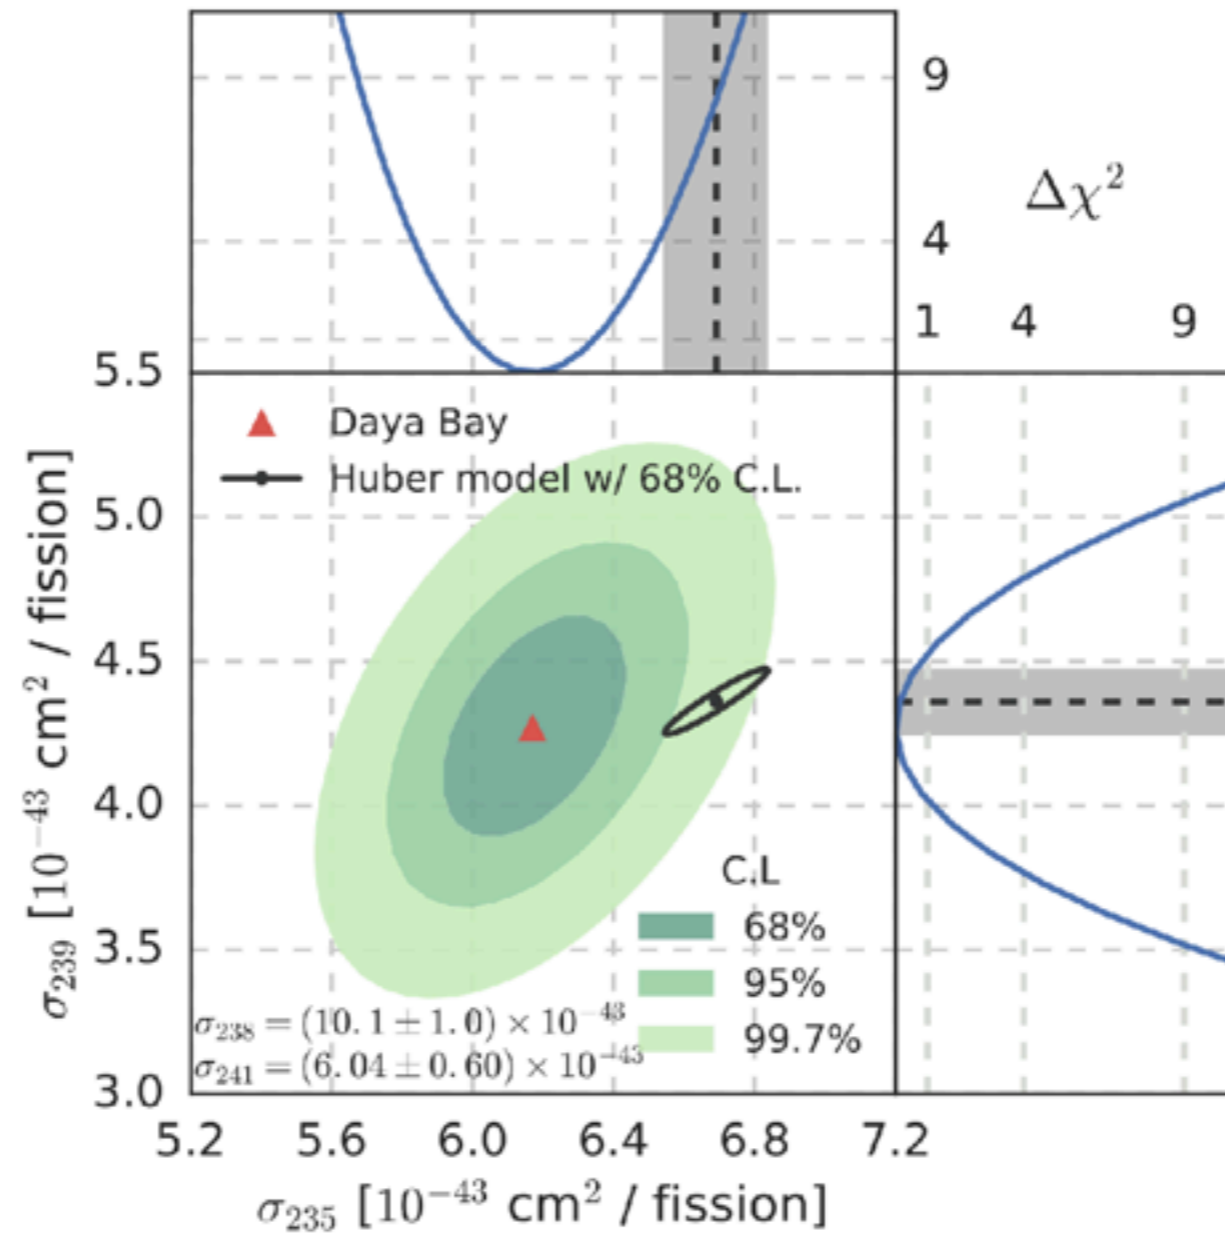 9
Δχ²
4
1 4 9
5.5
Daya Bay
Huber model w/ 68% C.L.
5.0
4.5
4.0
3.5
3.0
σ₂₃₉ [10⁻⁴³ cm² / fission]
C.L
68%
95%
99.7%
σ₂₃₈ = (10.1 ± 1.0) × 10⁻⁴³
σ₂₄₁ = (6.04 ± 0.60) × 10⁻⁴³
5.2 5.6 6.0 6.4 6.8 7.2
σ₂₃₅ [10⁻⁴³ cm² / fission]